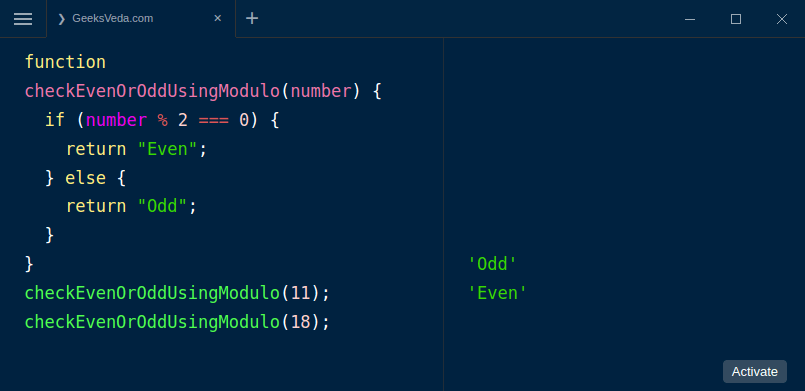 ❯ GeeksVeda.com × +
function
checkEvenOrOddUsingModulo(number) {
if (number % 2 === 0) {
return "Even";
} else {
return "Odd";
}
}
checkEvenOrOddUsingModulo(11);
checkEvenOrOddUsingModulo(18);
'Odd'
'Even'
Activate